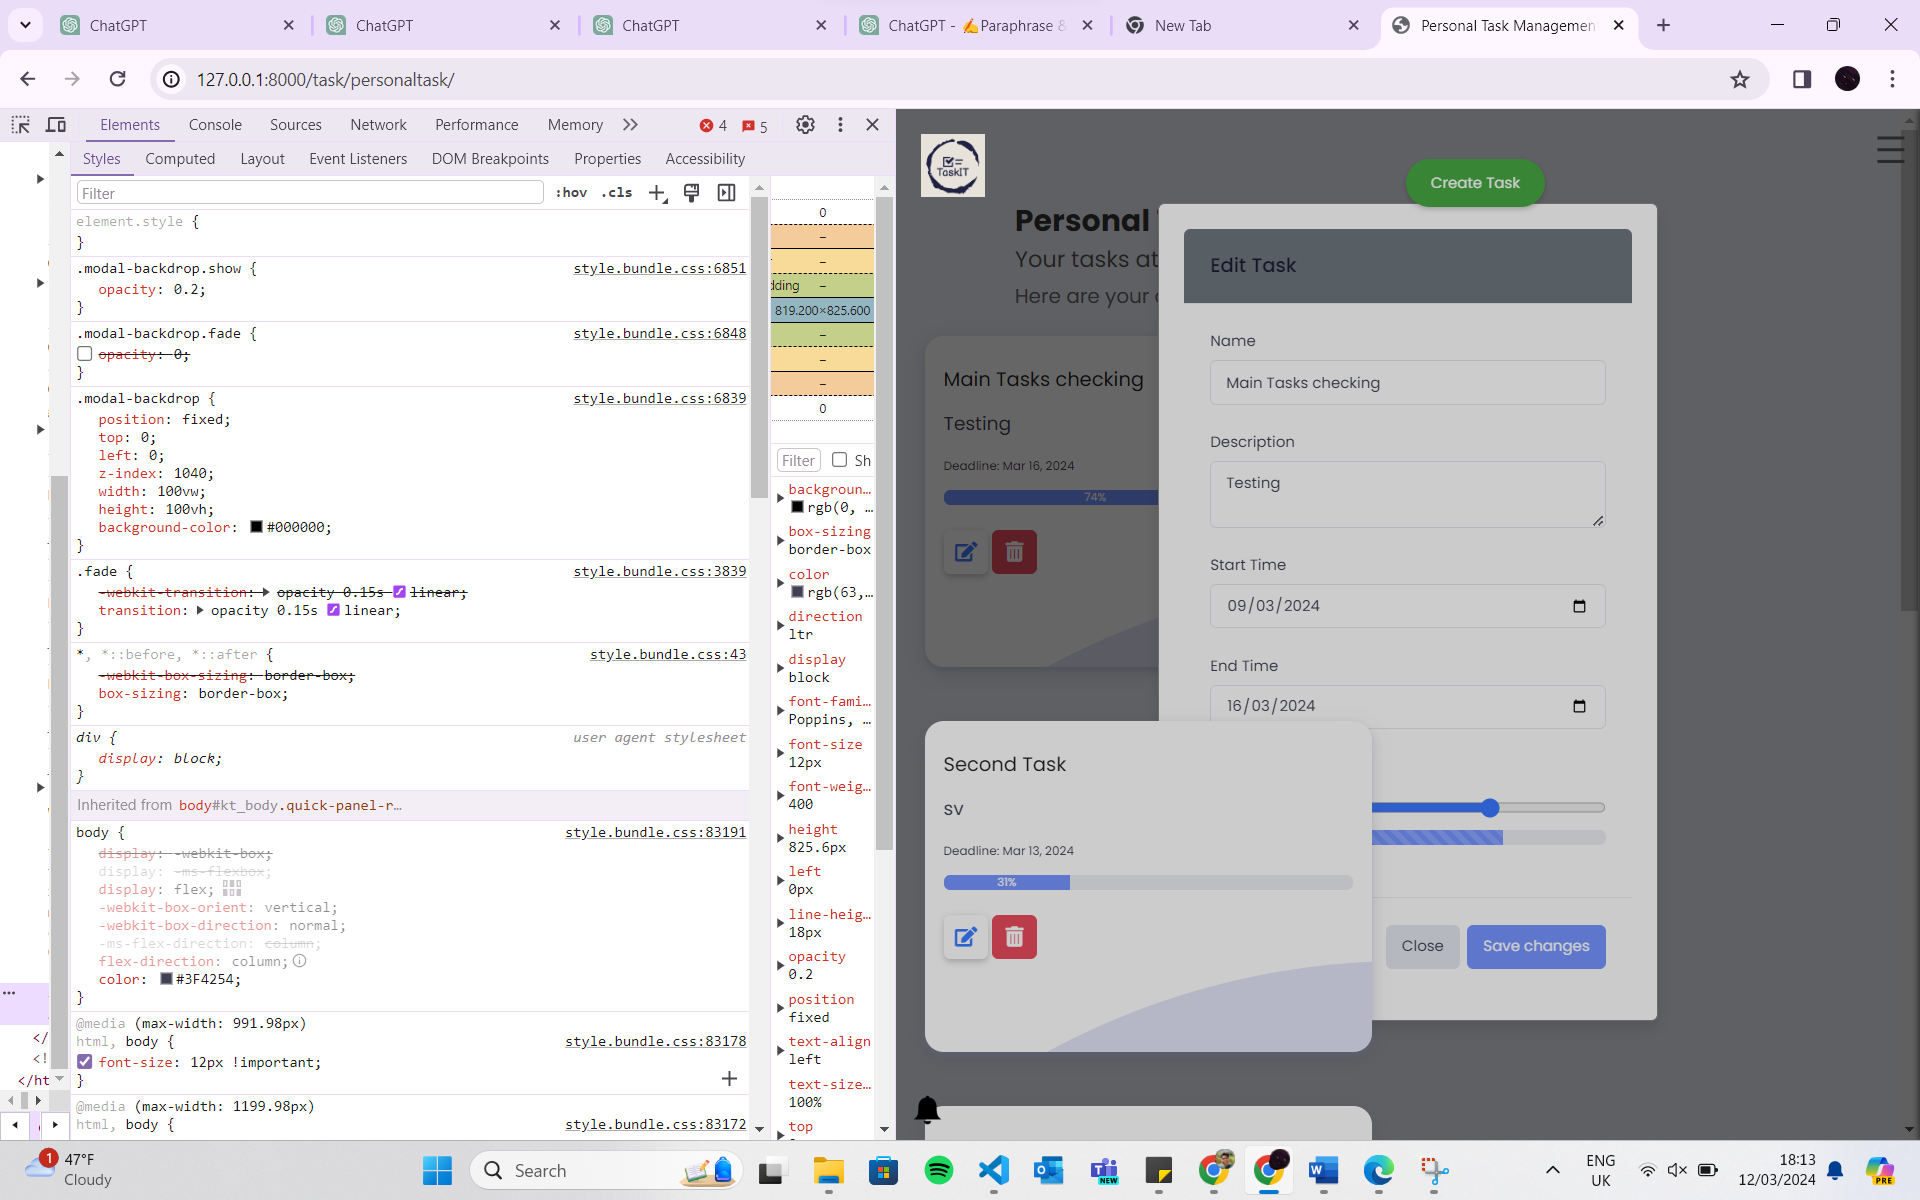 ChatGPT
ChatGPT
ChatGPT
ChatGPT - ✍️Paraphrase &
New Tab
Personal Task Managemen
127.0.0.1:8000/task/personaltask/
Elements Console Sources Network Performance Memory 4 5
Styles Computed Layout Event Listeners DOM Breakpoints Properties Accessibility
Filter :hov .cls
element.style {
}
.modal-backdrop.show { style.bundle.css:6851
opacity: 0.2;
}
.modal-backdrop.fade { style.bundle.css:6848
opacity: 0;
}
.modal-backdrop { style.bundle.css:6839
position: fixed;
top: 0;
left: 0;
z-index: 1040;
width: 100vw;
height: 100vh;
background-color: #000000;
}
.fade { style.bundle.css:3839
-webkit-transition: opacity 0.15s linear;
transition: opacity 0.15s linear;
}
*, *::before, *::after { style.bundle.css:43
-webkit-box-sizing: border-box;
box-sizing: border-box;
}
div { user agent stylesheet
display: block;
}
Inherited from body#kt_body.quick-panel-r…
body { style.bundle.css:83191
display: -webkit-box;
display: -ms-flexbox;
display: flex;
-webkit-box-orient: vertical;
-webkit-box-direction: normal;
-ms-flex-direction: column;
flex-direction: column;
color: #3F4254;
}
@media (max-width: 991.98px)
html, body { style.bundle.css:83178
font-size: 12px !important;
}
@media (max-width: 1199.98px)
html, body { style.bundle.css:83172
</
<!
</ht
0
–
–
dding –
819.200×825.600
–
–
–
0
Filter Sh
backgroun…
rgb(0, …
box-sizing
border-box
color
rgb(63,…
direction
ltr
display
block
font-fami…
Poppins, …
font-size
12px
font-weig…
400
height
825.6px
left
0px
line-heig…
18px
opacity
0.2
position
fixed
text-align
left
text-size…
100%
top
TaskIT
Create Task
Personal
Your tasks at
Here are your
Main Tasks checking
Testing
Deadline: Mar 16, 2024
74%
Edit Task
Name
Main Tasks checking
Description
Testing
Start Time
09/03/2024
End Time
16/03/2024
Close Save changes
Second Task
sv
Deadline: Mar 13, 2024
31%
1
47°F
Cloudy
Search
NEW
ENG
UK
18:13
12/03/2024
PRE